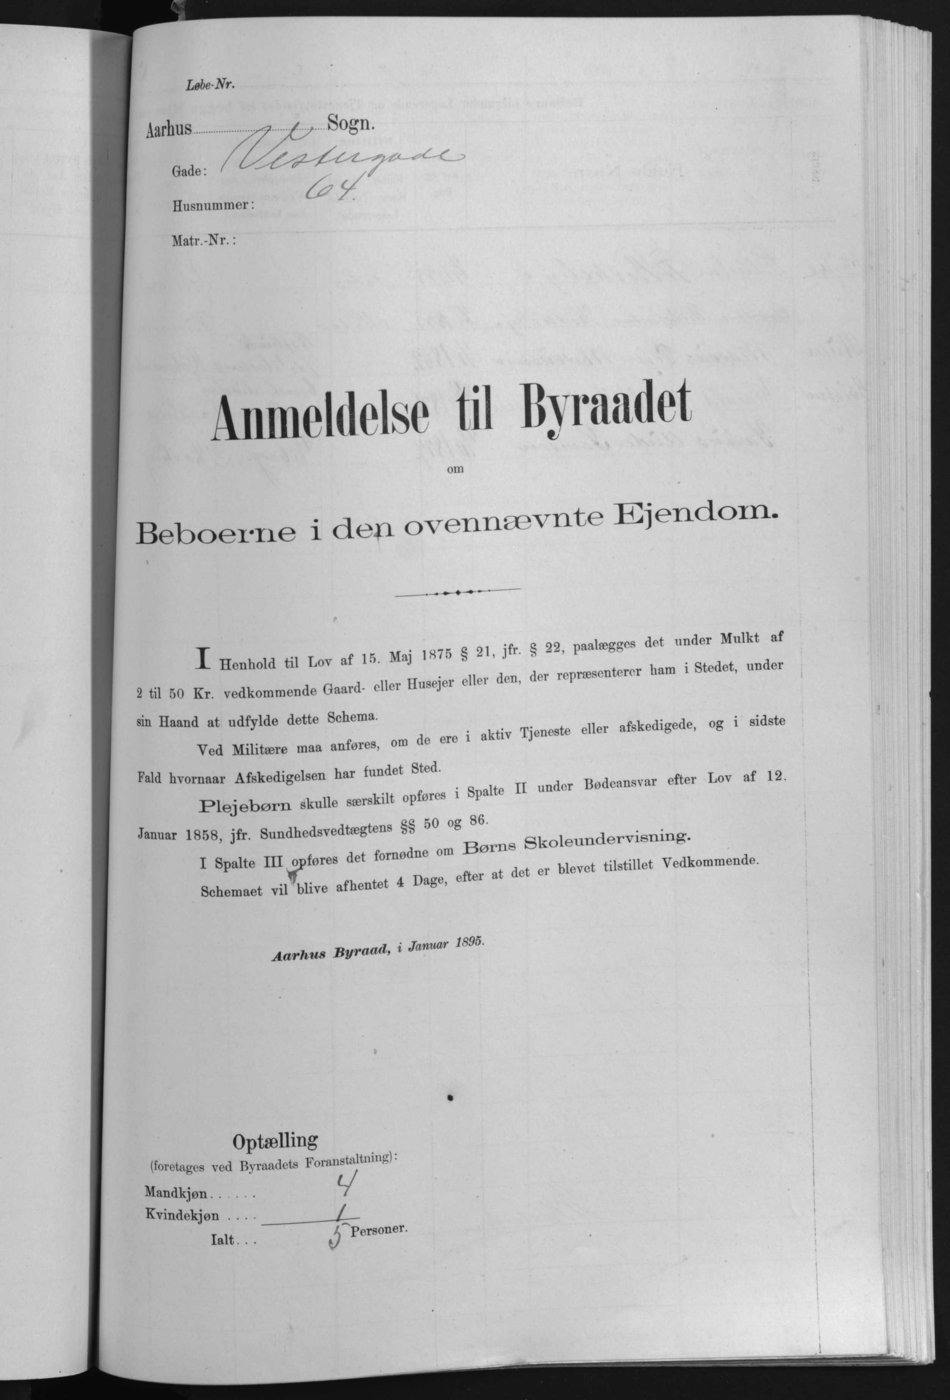 Løbe-Nr.
Aarhus Sogn.
Gade: Vestergade
Husnummer: 64.
Matr.-Nr.:
Anmeldelse til Byraadet
om
Beboerne i den ovennævnte Ejendom.
I Henhold til Lov af 15. Maj 1875 § 21, jfr. § 22, paalægges det under Mulkt af
2 til 50 Kr. vedkommende Gaard- eller Husejer eller den, der repræsenterer ham i Stedet, under
sin Haand at udfylde dette Schema.
Ved Militære maa anføres, om de ere i aktiv Tjeneste eller afskedigede, og i sidste
Fald hvornaar Afskedigelsen har fundet Sted.
Plejebørn skulle særskilt opføres i Spalte II under Bødeansvar efter Lov af 12.
Januar 1858, jfr. Sundhedsvedtægtens §§ 50 og 86.
I Spalte III opføres det fornødne om Børns Skoleundervisning.
Schemaet vil blive afhentet 4 Dage, efter at det er blevet tilstillet Vedkommende.
Aarhus Byraad, i Januar 1895.
Optælling
(foretages ved Byraadets Foranstaltning):
Mandkjøn...... 4
Kvindekjøn .... 1
Ialt... 5 Personer.